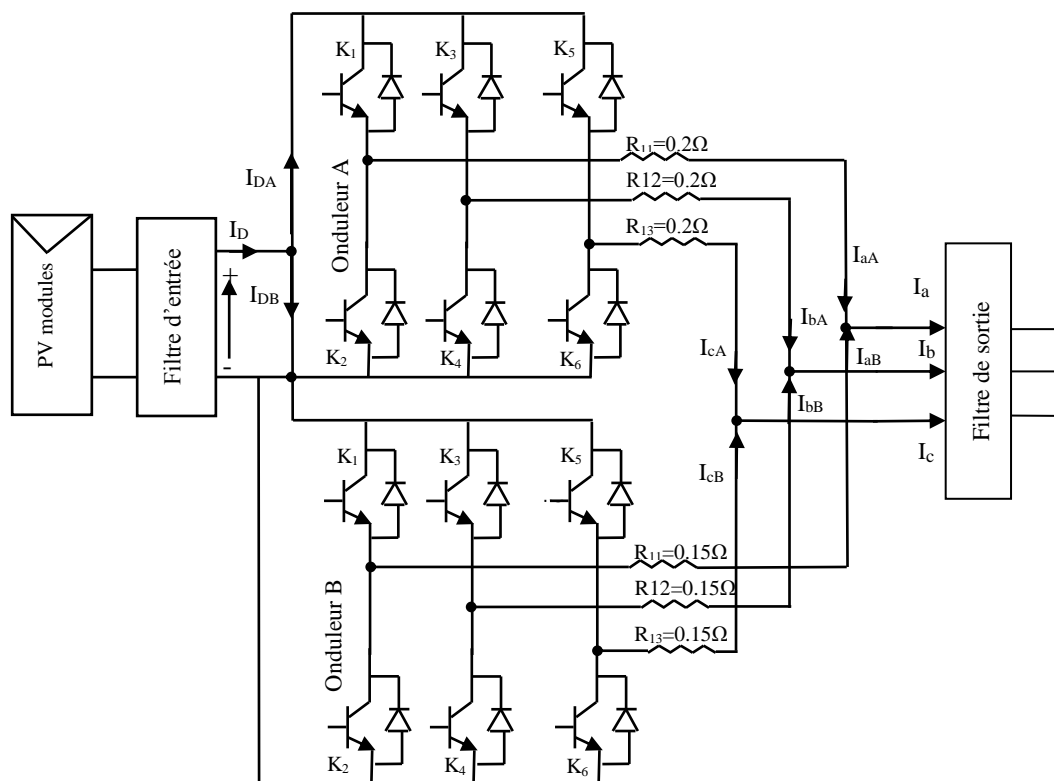 K₁
K₃
K₅
R₁₁=0.2Ω
R12=0.2Ω
R₁₃=0.2Ω
I_DA
Onduleur A
I_D
+
I_DB
-
PV modules
Filtre d'entrée
K₂
K₄
K₆
I_aA
I_a
I_bA
I_cA
I_aB
I_b
I_bB
I_c
I_cB
Filtre de sortie
K₁
K₃
K₅
R₁₁=0.15Ω
R12=0.15Ω
R₁₃=0.15Ω
Onduleur B
K₂
K₄
K₆